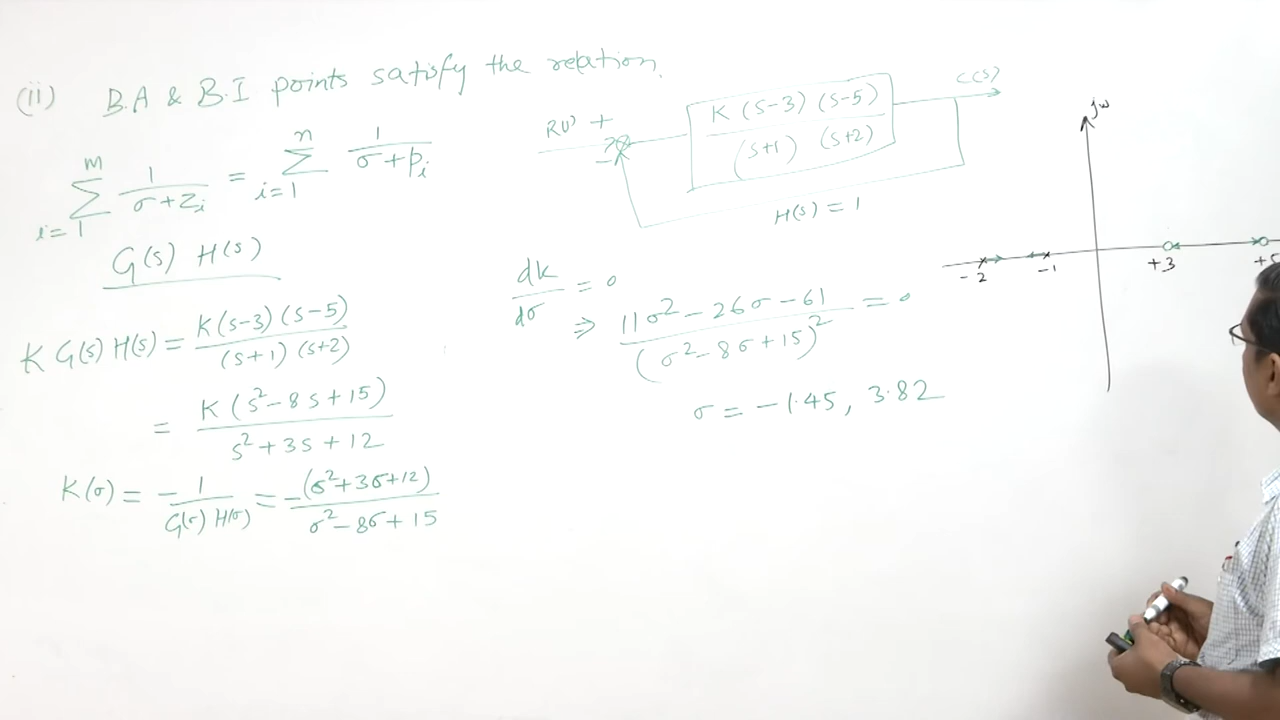 (ii) B.A & B.I points satisfy the relation.
m∑i=1 1/(σ+zi) = n∑i=1 1/(σ+pi)
G(s) H(s)
K G(s) H(s) = K(s-3)(s-5)/(s+1)(s+2)
= K(s²-8s+15)/(s²+3s+12)
K(σ) = -1/(G(σ) H(σ)) = -(σ²+3σ+12)/(σ²-8σ+15)
+
-
K(s-3)(s-5)/(s+1)(s+2)
C(s)
H(s) = 1
dk/dσ = 0
⇒ (11σ²-26σ-61)/(σ²-8σ+15)² = 0
σ = -1.45, 3.82
jω
-2 -1 +3